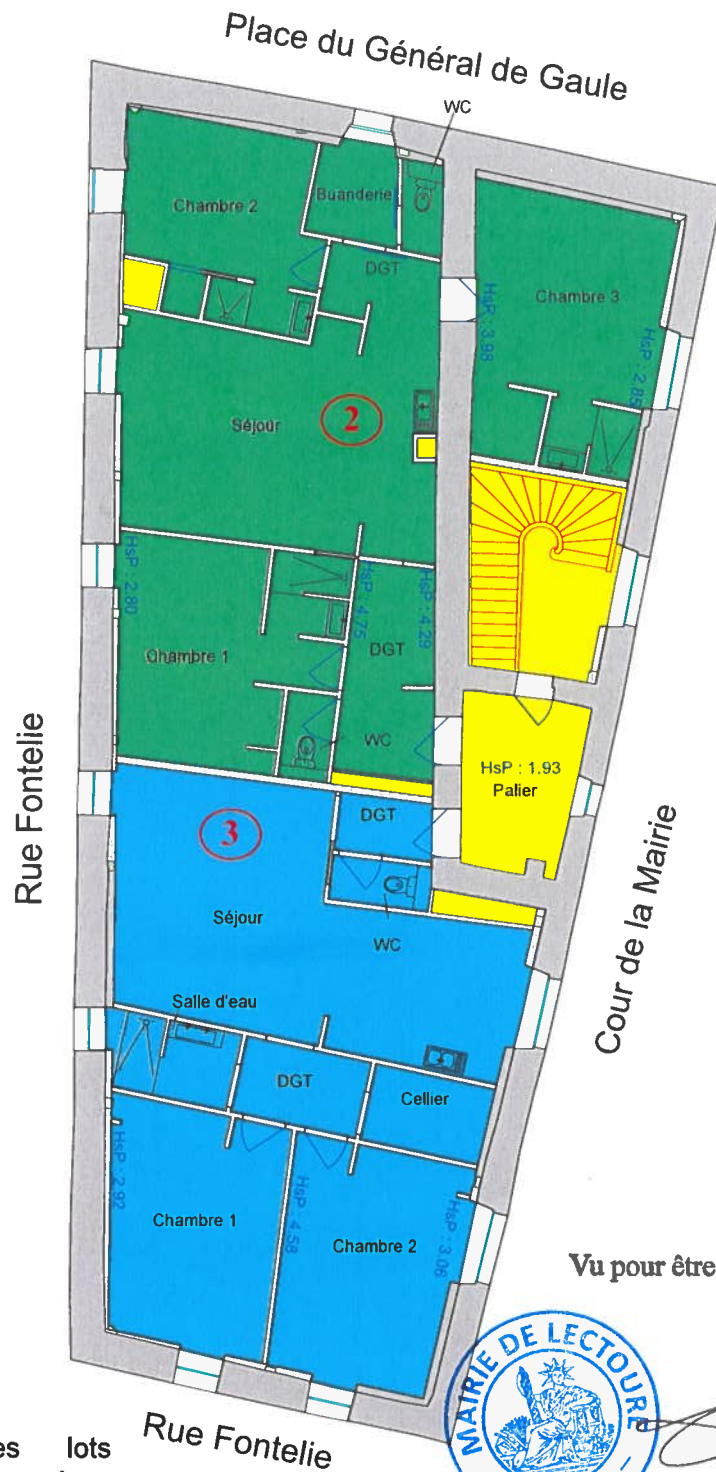 Place du Général de Gaule
WC
Chambre 2
Buanderie
DGT
Chambre 3
HsP : 3.98
HsP : 2.85
Séjour
2
HsP : 2.80
HsP : 4.75
HsP : 4.29
Chambre 1
DGT
WC
HsP : 1.93
Palier
Rue Fontelie
3
DGT
Séjour
WC
Cour de la Mairie
Salle d'eau
DGT
Cellier
HsP : 2.92
Chambre 1
HsP : 4.58
Chambre 2
HsP : 3.06
Vu pour être
MAIRIE DE LECTOURE
Rue Fontelie
es lots